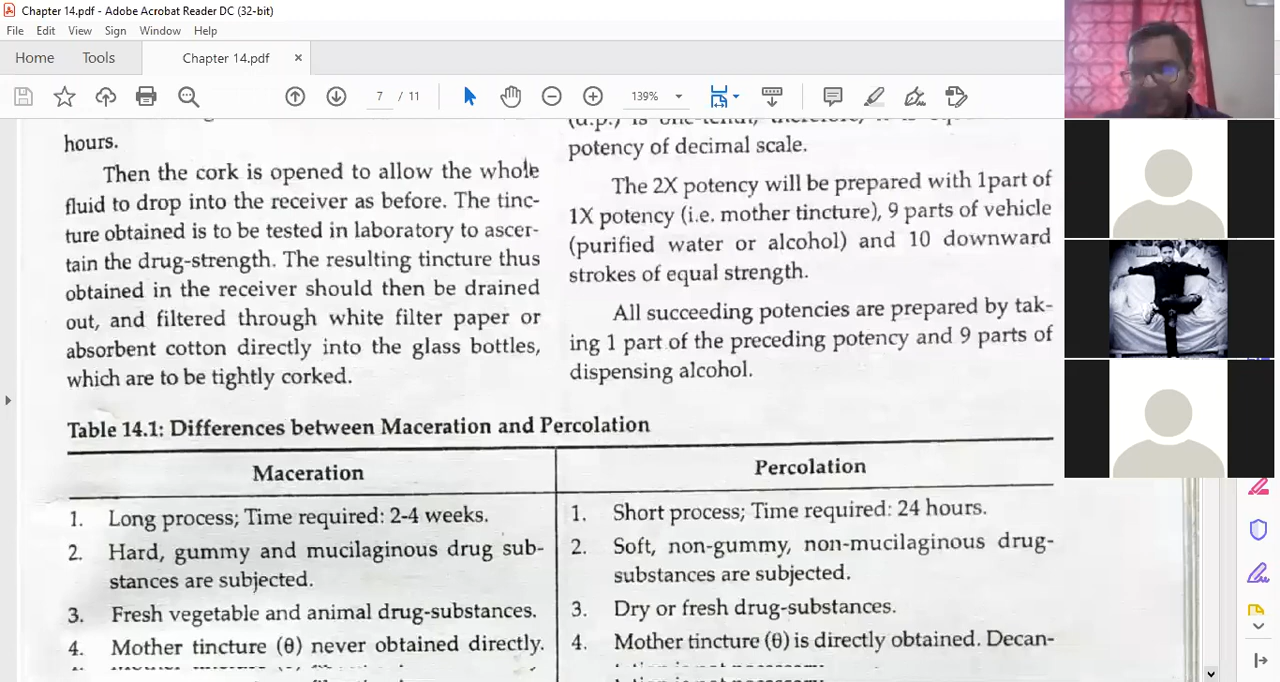 Chapter 14.pdf - Adobe Acrobat Reader DC (32-bit)
File Edit View Sign Window Help
Home Tools Chapter 14.pdf ×
7 / 11 139%
hours.
Then the cork is opened to allow the whole
fluid to drop into the receiver as before. The tinc-
ture obtained is to be tested in laboratory to ascer-
tain the drug-strength. The resulting tincture thus
obtained in the receiver should then be drained
out, and filtered through white filter paper or
absorbent cotton directly into the glass bottles,
which are to be tightly corked.
(d.p.) is one-tenth, therefore,
potency of decimal scale.
The 2X potency will be prepared with 1part of
1X potency (i.e. mother tincture), 9 parts of vehicle
(purified water or alcohol) and 10 downward
strokes of equal strength.
All succeeding potencies are prepared by tak-
ing 1 part of the preceding potency and 9 parts of
dispensing alcohol.
Table 14.1: Differences between Maceration and Percolation
Maceration
1. Long process; Time required: 2-4 weeks.
2. Hard, gummy and mucilaginous drug sub-
stances are subjected.
3. Fresh vegetable and animal drug-substances.
4. Mother tincture (θ) never obtained directly.
Percolation
1. Short process; Time required: 24 hours.
2. Soft, non-gummy, non-mucilaginous drug-
substances are subjected.
3. Dry or fresh drug-substances.
4. Mother tincture (θ) is directly obtained. Decan-